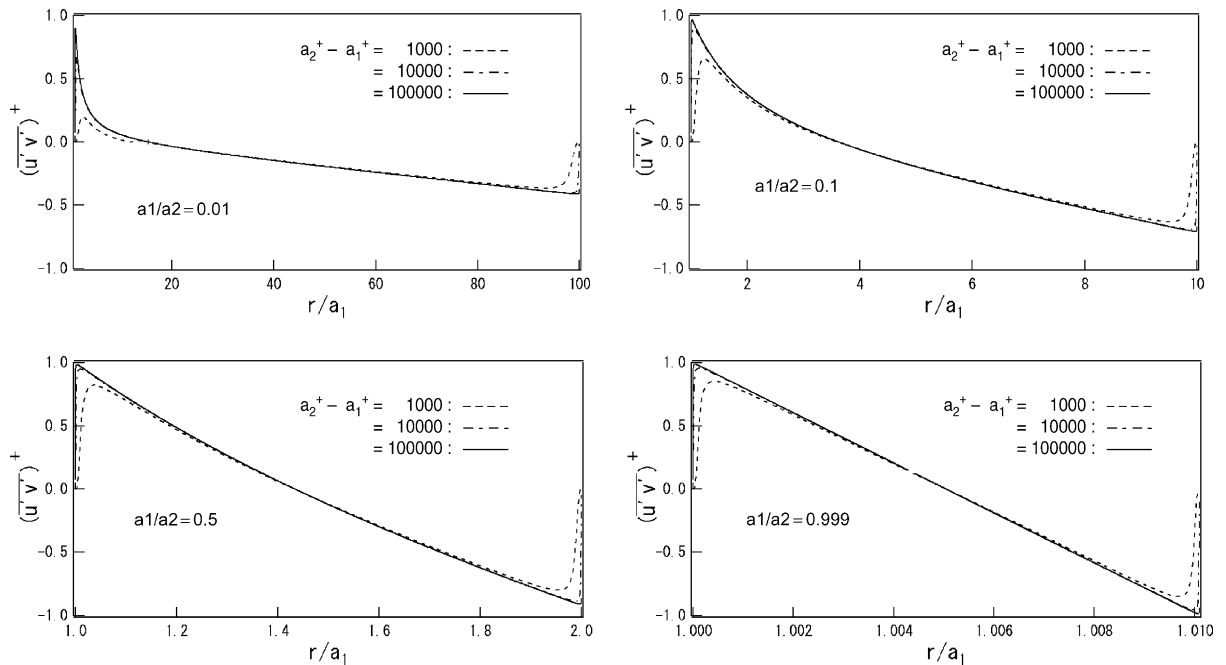 1.0
0.5
0.0
-0.5
-1.0
(u'v')+
a2+ - a1+ = 1000 :
= 10000 :
= 100000 :
a1/a2=0.01
20 40 60 80 100
r/a1
1.0
0.5
0.0
-0.5
-1.0
(u'v')+
a2+ - a1+ = 1000 :
= 10000 :
= 100000 :
a1/a2=0.1
2 4 6 8 10
r/a1
1.0
0.5
0.0
-0.5
-1.0
(u'v')+
a2+ - a1+ = 1000 :
= 10000 :
= 100000 :
a1/a2=0.5
1.0 1.2 1.4 1.6 1.8 2.0
r/a1
1.0
0.5
0.0
-0.5
-1.0
(u'v')+
a2+ - a1+ = 1000 :
= 10000 :
= 100000 :
a1/a2=0.999
1.000 1.002 1.004 1.006 1.008 1.010
r/a1